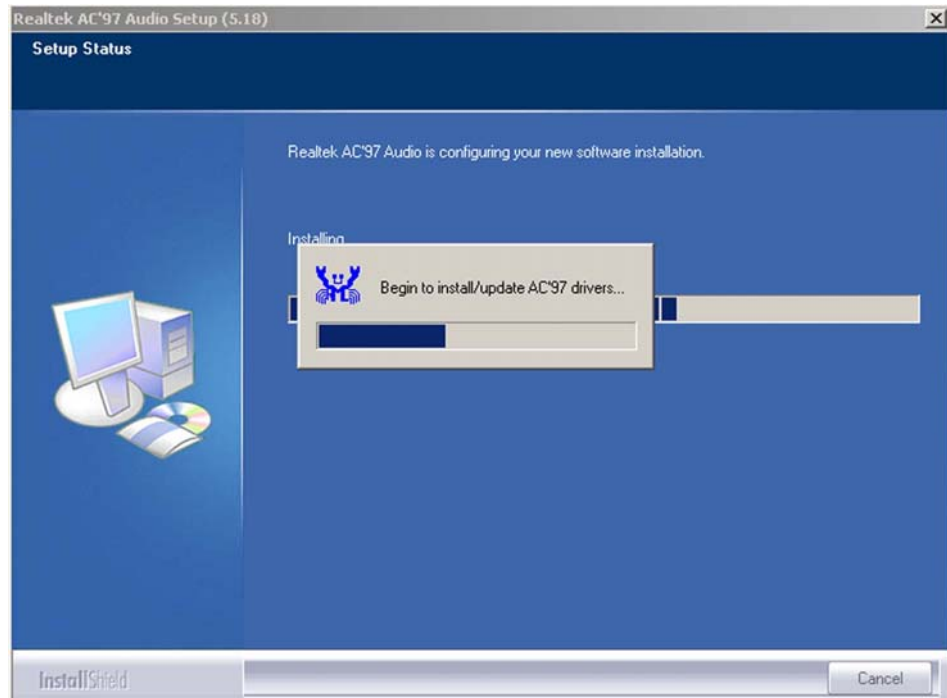 Realtek AC'97 Audio Setup (5.18)
Setup Status
Realtek AC'97 Audio is configuring your new software installation.
Installing
Begin to install/update AC'97 drivers...
InstallShield
Cancel